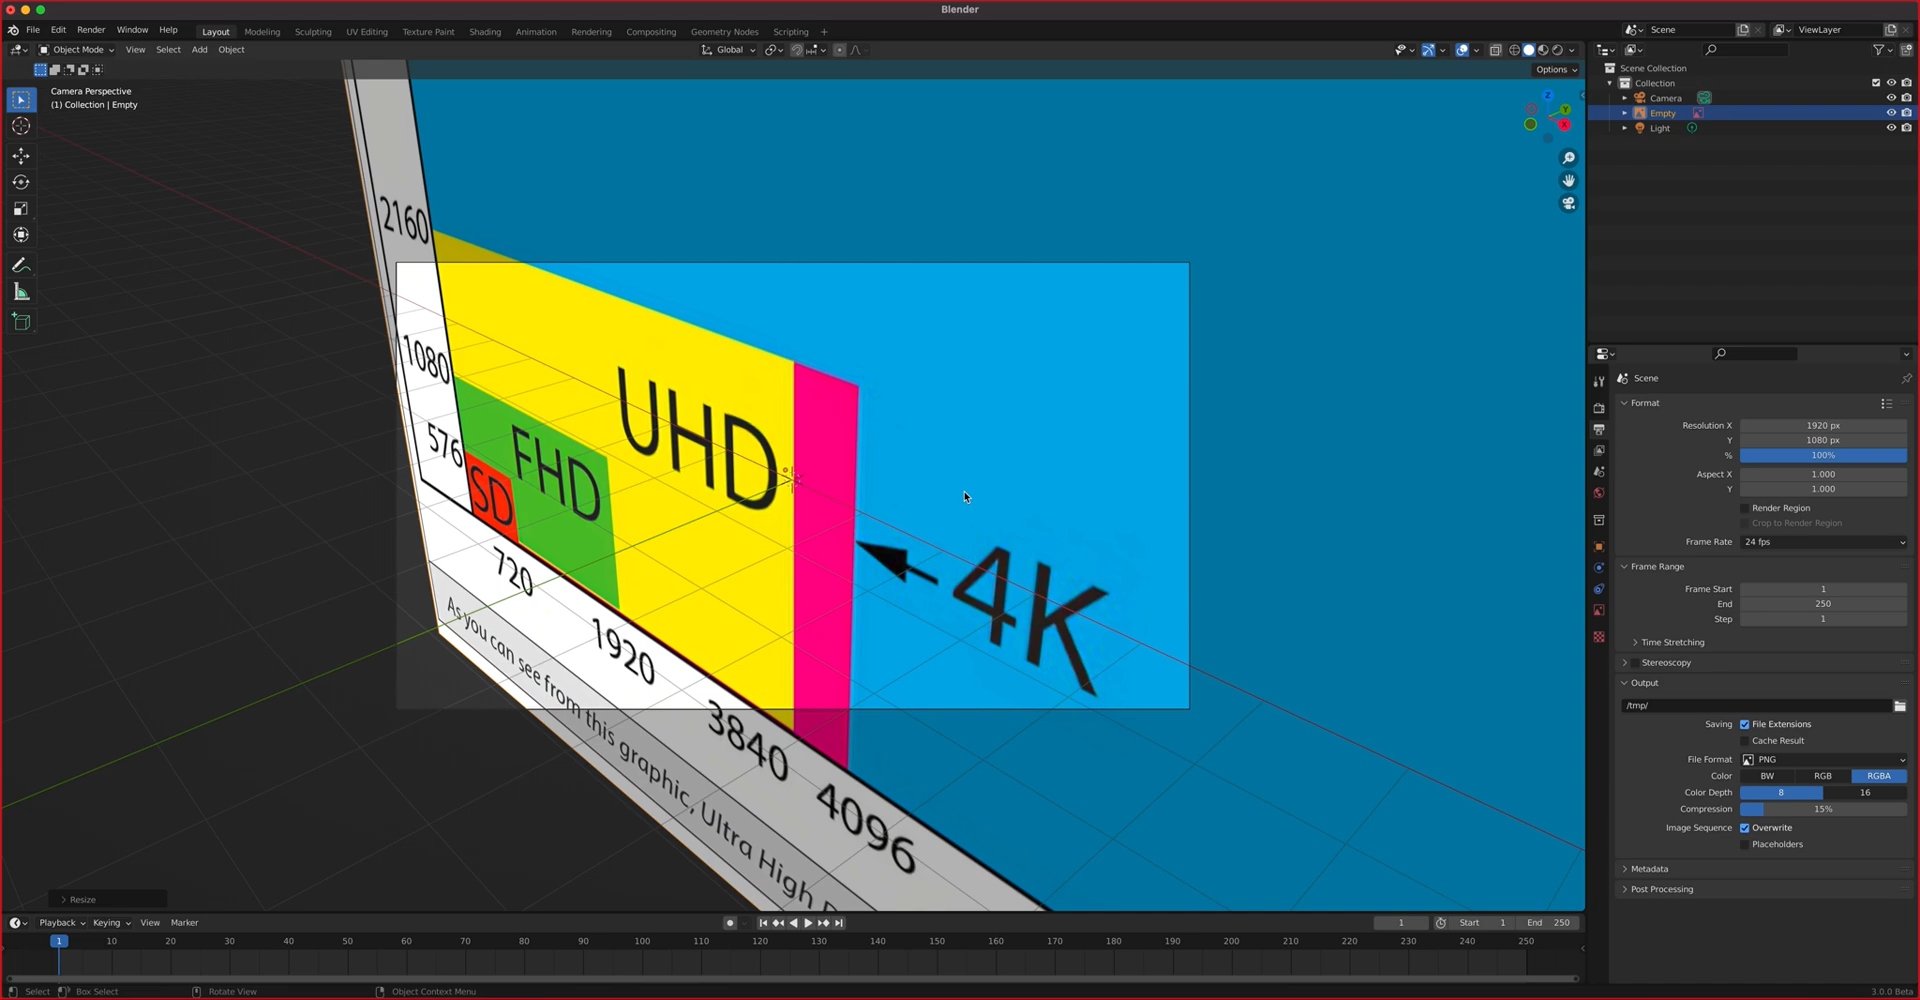 Blender
File Edit Render Window Help Layout Modeling Sculpting UV Editing Texture Paint Shading Animation Rendering Compositing Geometry Nodes Scripting + Scene ViewLayer
Object Mode View Select Add Object Global
Options
Camera Perspective
(1) Collection | Empty
Z
Y
X
Scene Collection
Collection
Camera
Empty
Light
2160
1080
576
UHD
FHD
SD
4K
720
1920
3840
4096
As you can see from this graphic, Ultra High
Scene
Format
Resolution X 1920 px
Y 1080 px
% 100%
Aspect X 1.000
Y 1.000
Render Region
Crop to Render Region
Frame Rate 24 fps
Frame Range
Frame Start 1
End 250
Step 1
Time Stretching
Stereoscopy
Output
/tmp/
Saving File Extensions
Cache Result
File Format PNG
Color BW RGB RGBA
Color Depth 8 16
Compression 15%
Image Sequence Overwrite
Placeholders
Metadata
Post Processing
Resize
Playback Keying View Marker 1 Start 1 End 250
1 10 20 30 40 50 60 70 80 90 100 110 120 130 140 150 160 170 180 190 200 210 220 230 240 250
Select Box Select Rotate View Object Context Menu 3.0.0 Beta